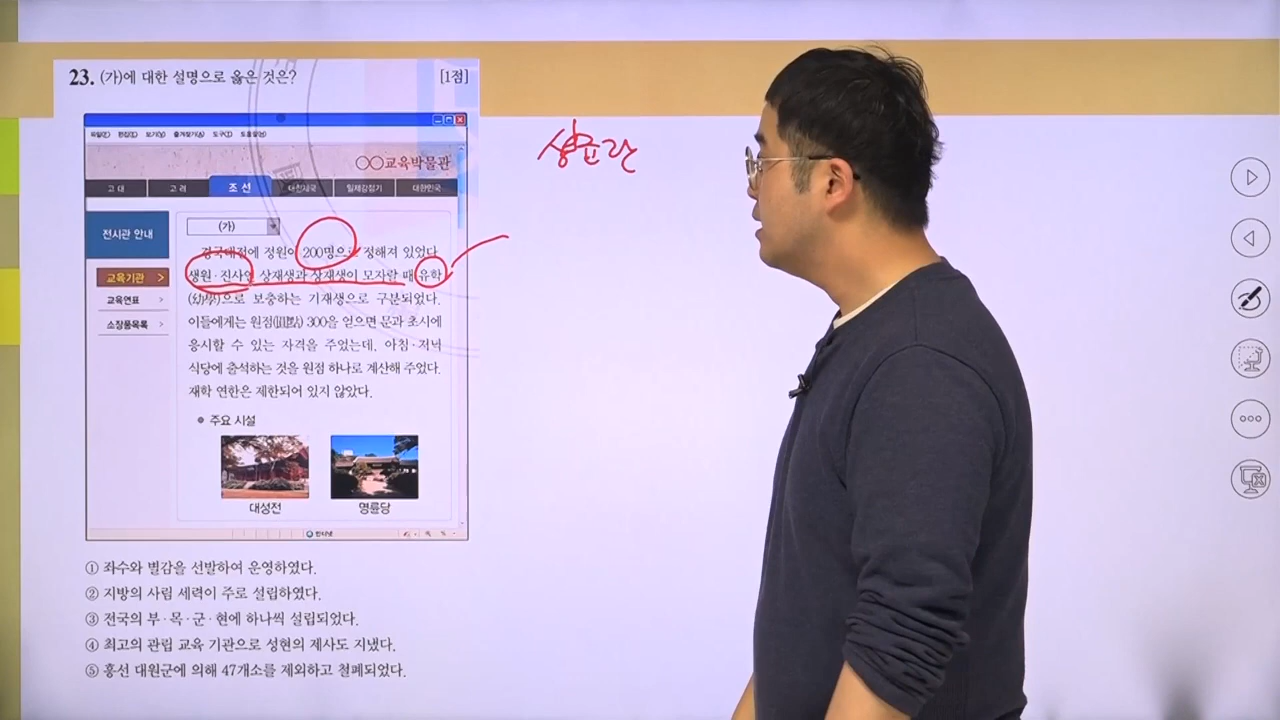 23. (가)에 대한 설명으로 옳은 것은? [1점]
성균관
파일(F) 편집(E) 보기(V) 즐겨찾기(A) 도구(T) 도움말(H)
○○교육박물관
고 대 고 려 조 선 대한제국 일제강점기 대한민국
전시관 안내
교육기관 >
교육연표 >
소장품목록 >
(가)
경국대전에 정원이 200명으로 정해져 있었다.
생원·진사인 상재생과 상재생이 모자랄 때 유학
(幼學)으로 보충하는 기재생으로 구분되었다.
이들에게는 원점(圓點) 300을 얻으면 문과 초시에
응시할 수 있는 자격을 주었는데, 아침·저녁
식당에 출석하는 것을 원점 하나로 계산해 주었다.
재학 연한은 제한되어 있지 않았다.
● 주요 시설
대성전 명륜당
① 좌수와 별감을 선발하여 운영하였다.
② 지방의 사림 세력이 주로 설립하였다.
③ 전국의 부·목·군·현에 하나씩 설립되었다.
④ 최고의 관립 교육 기관으로 성현의 제사도 지냈다.
⑤ 흥선 대원군에 의해 47개소를 제외하고 철폐되었다.